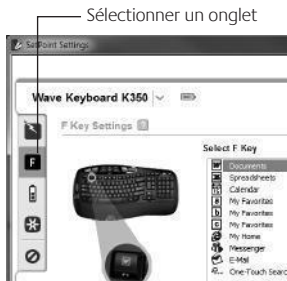 Sélectionner un onglet
SetPoint Settings
Wave Keyboard K350
F Key Settings
Select F Key
F
Documents
Spreadsheets
Calendar
My Favorites
My Favorites
My Favorites
My Home
Messenger
E-Mail
One-Touch Searc